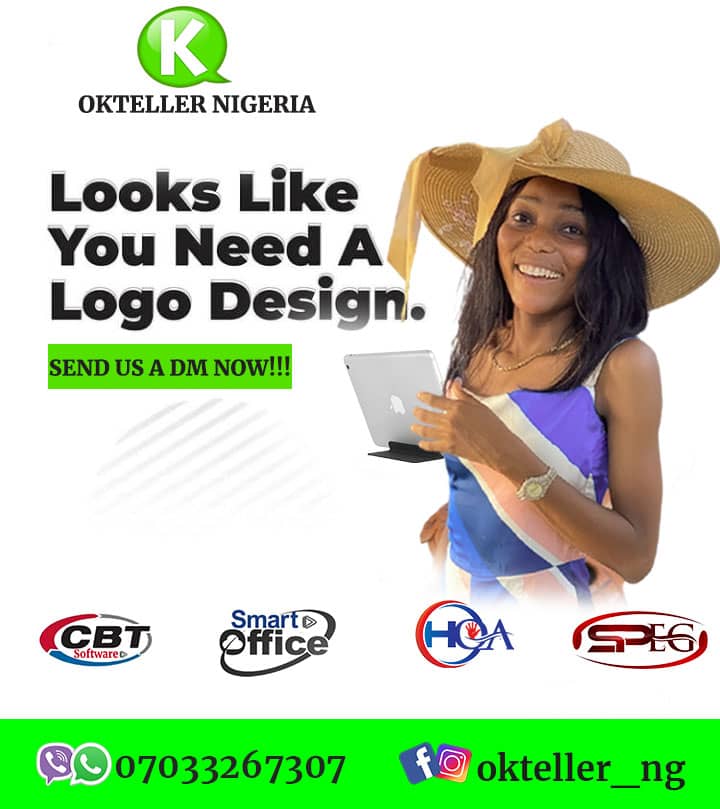 K
OKTELLER NIGERIA
Looks Like
You Need A
Logo Design.
SEND US A DM NOW!!!
CBT
Software
Smart
Office
HQA
SPEG
07033267307
okteller_ng